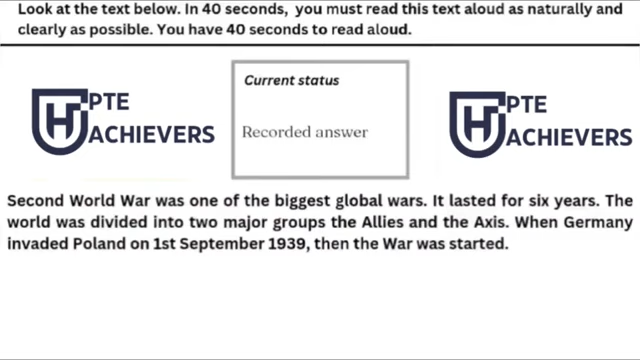 Look at the text below. In 40 seconds, you must read this text aloud as naturally and
clearly as possible. You have 40 seconds to read aloud.
PTE
ACHIEVERS
Current status
Recorded answer
PTE
ACHIEVERS
Second World War was one of the biggest global wars. It lasted for six years. The
world was divided into two major groups the Allies and the Axis. When Germany
invaded Poland on 1st September 1939, then the War was started.